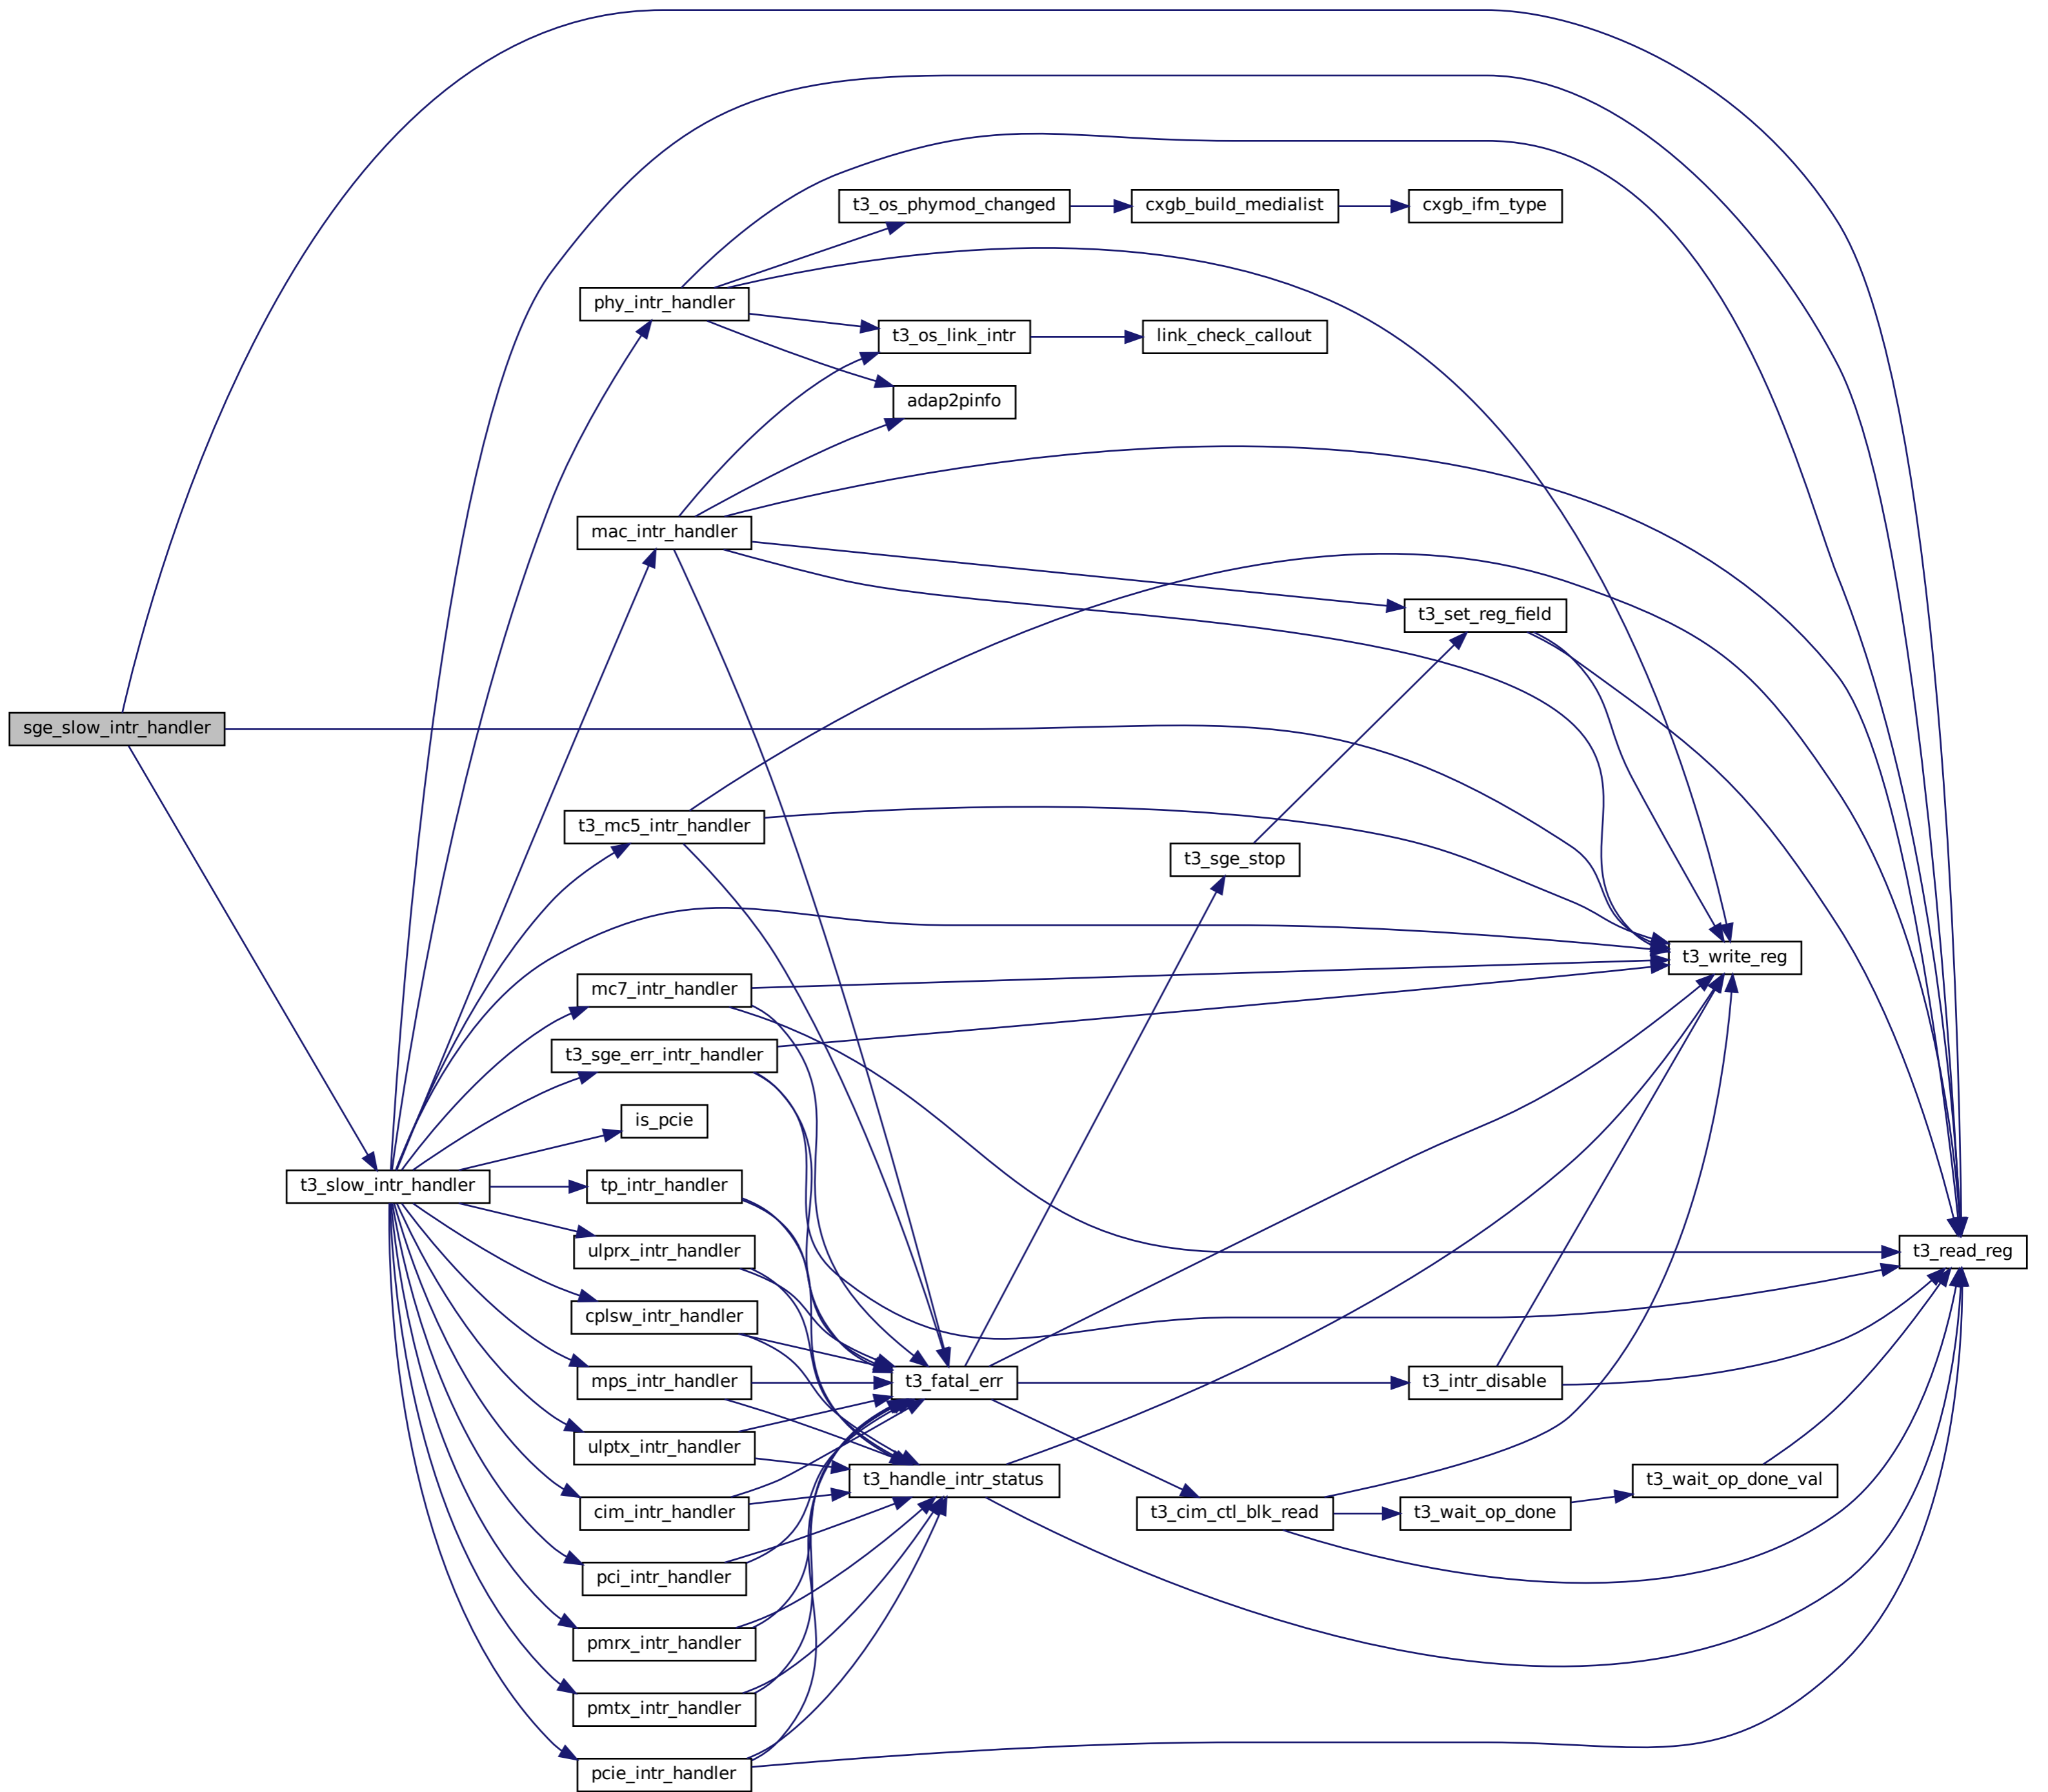 t3_os_phymod_changed
cxgb_build_medialist
cxgb_ifm_type
phy_intr_handler
t3_os_link_intr
link_check_callout
adap2pinfo
mac_intr_handler
t3_set_reg_field
sge_slow_intr_handler
t3_mc5_intr_handler
t3_sge_stop
t3_write_reg
mc7_intr_handler
t3_sge_err_intr_handler
is_pcie
t3_slow_intr_handler
tp_intr_handler
ulprx_intr_handler
t3_read_reg
cplsw_intr_handler
mps_intr_handler
t3_fatal_err
t3_intr_disable
ulptx_intr_handler
t3_handle_intr_status
t3_wait_op_done_val
cim_intr_handler
t3_cim_ctl_blk_read
t3_wait_op_done
pci_intr_handler
pmrx_intr_handler
pmtx_intr_handler
pcie_intr_handler